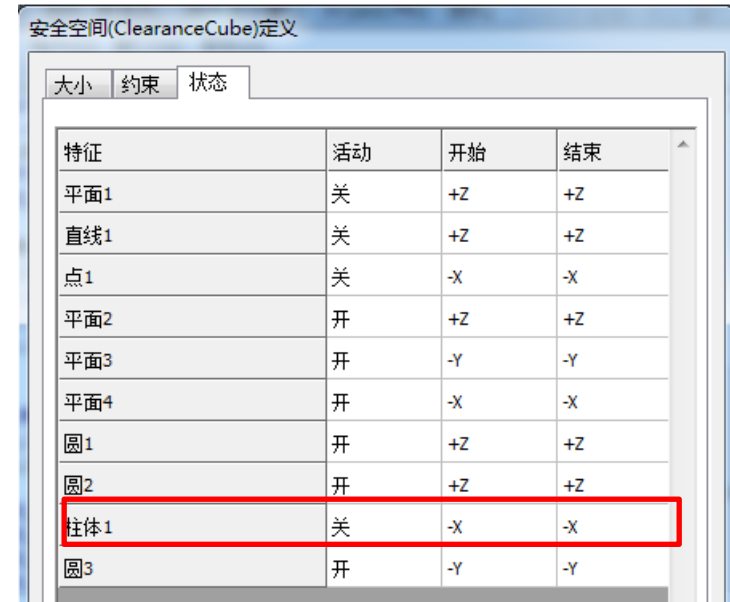 安全空间(ClearanceCube)定义
大小 约束 状态
特征 活动 开始 结束
平面1 关 +Z +Z
直线1 关 +Z +Z
点1 关 -X -X
平面2 开 +Z +Z
平面3 开 -Y -Y
平面4 开 -X -X
圆1 开 +Z +Z
圆2 开 +Z +Z
柱体1 关 -X -X
圆3 开 -Y -Y